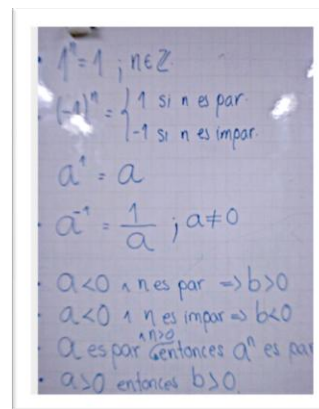 • 1ⁿ = 1 ; n ∈ ℤ
• (-1)ⁿ = { 1 si n es par.
-1 si n es impar.
a¹ = a
• a⁻¹ = 1/a ; a ≠ 0
• a<0 ∧ n es par => b>0
• a<0 ∧ n es impar => b<0
• a es par ∧ n>0 entonces aⁿ es par
• a>0 entonces b>0